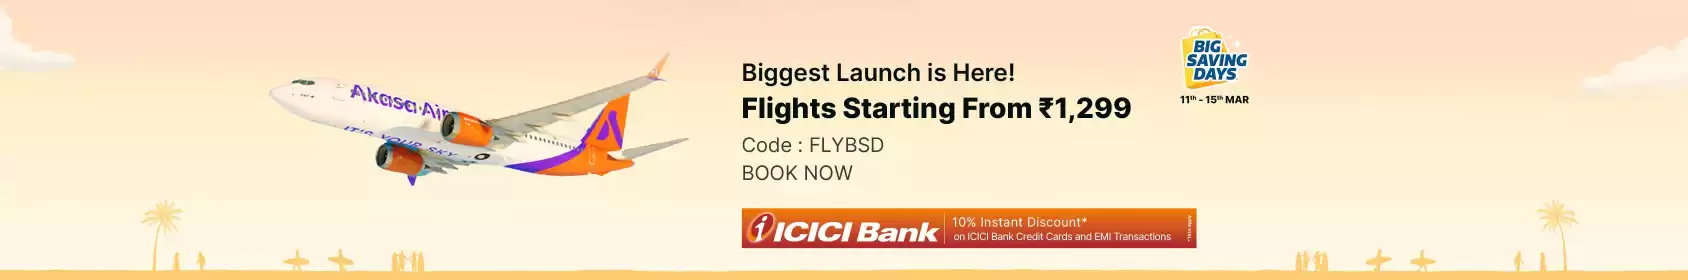 Akasa Air
IT'S YOUR SKY
Biggest Launch is Here!
Flights Starting From ₹1,299
Code : FLYBSD
BOOK NOW
ICICI Bank
10% Instant Discount*
on ICICI Bank Credit Cards and EMI Transactions
BIG
SAVING
DAYS
11th - 15th MAR